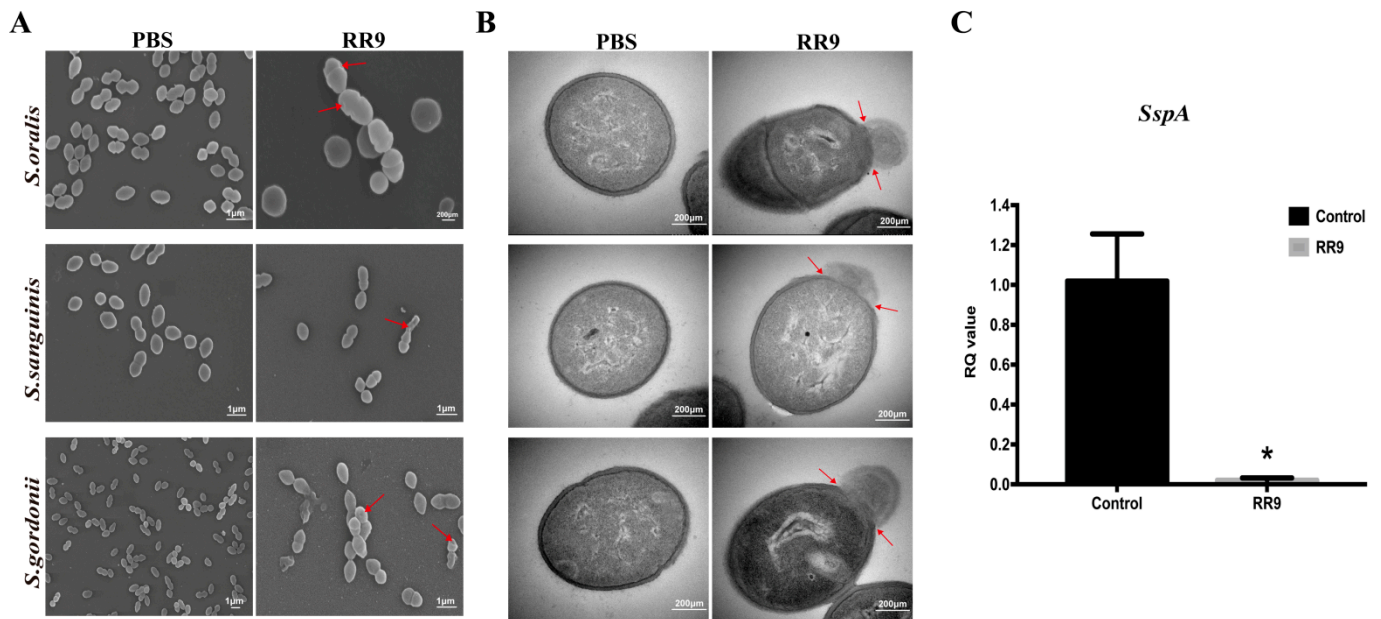 A
PBS
RR9
S.oralis
1μm
200μm
S.sanguinis
1μm
1μm
S.gordonii
1μm
1μm
B
PBS
RR9
200μm
200μm
200μm
200μm
200μm
200μm
C
SspA
Control
RR9
RQ value
1.4
1.2
1.0
0.8
0.6
0.4
0.2
0.0
*
Control
RR9